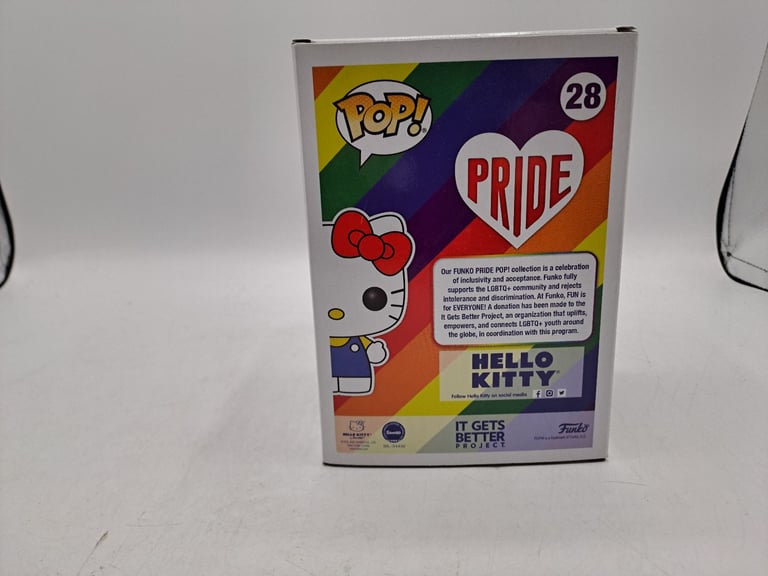 POP!
28
PRIDE
Our FUNKO PRIDE POP! collection is a celebration
of inclusivity and acceptance. Funko fully
supports the LGBTQ+ community and rejects
intolerance and discrimination. At Funko, FUN is
for EVERYONE! A donation has been made to the
It Gets Better Project, an organization that uplifts,
empowers, and connects LGBTQ+ youth around
the globe, in coordination with this program.
HELLO
KITTY®
Follow Hello Kitty on social media
HELLO KITTY
IT GETS
BETTER
PROJECT
Funko